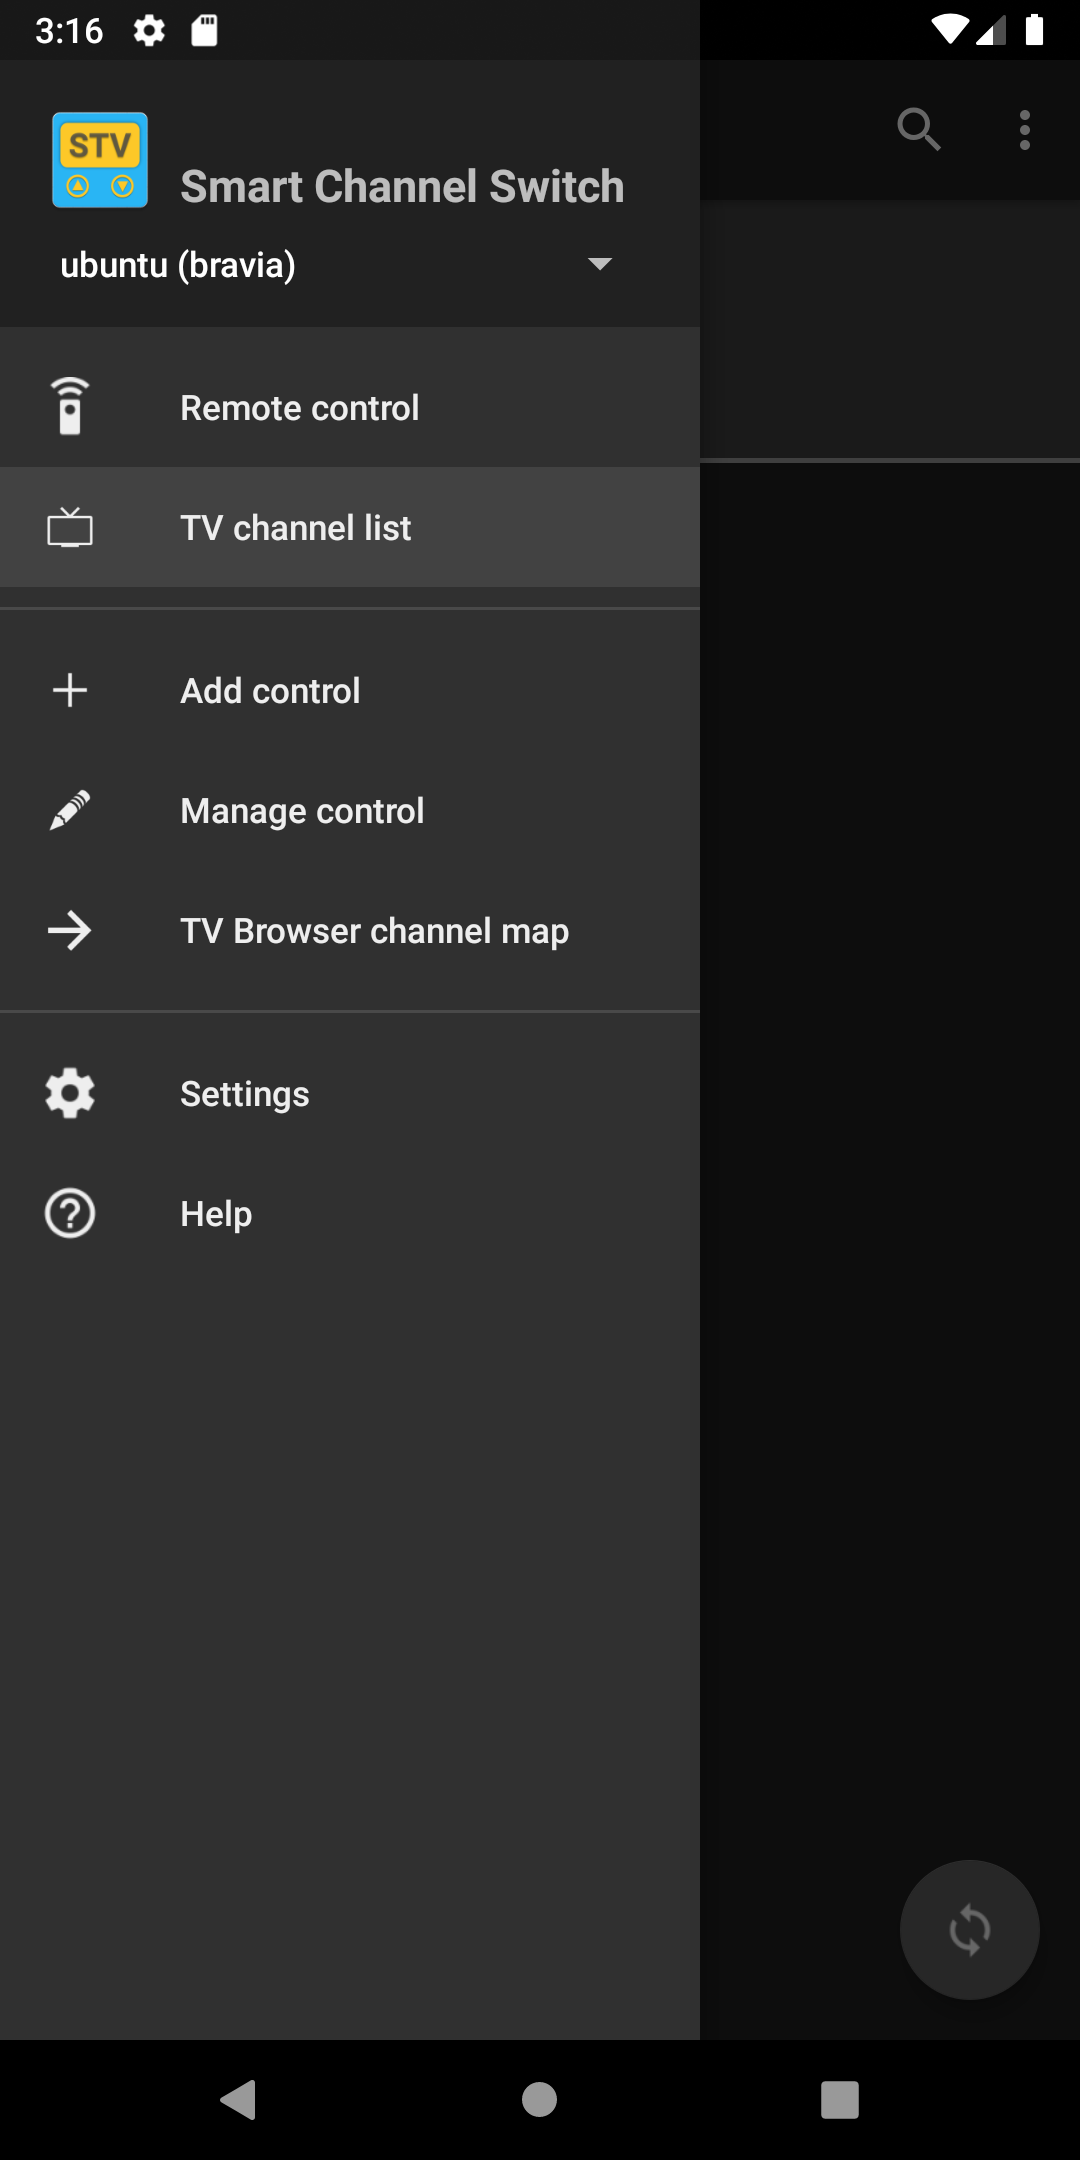 3:16
STV
Smart Channel Switch
ubuntu (bravia)
Remote control
TV channel list
Add control
Manage control
TV Browser channel map
Settings
Help